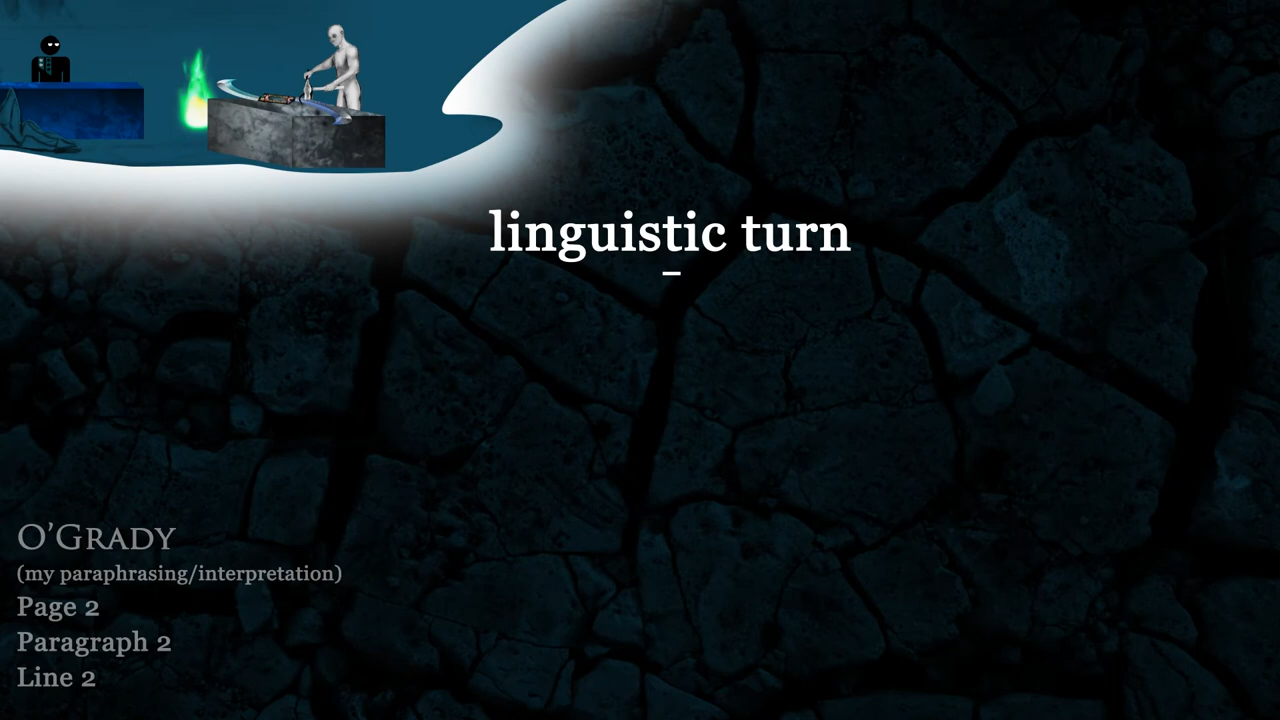 linguistic turn
–
O'GRADY
(my paraphrasing/interpretation)
Page 2
Paragraph 2
Line 2